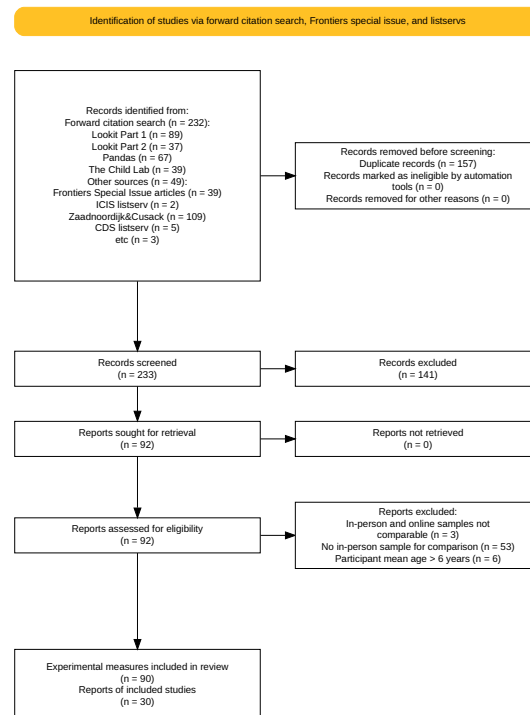 Identification of studies via forward citation search, Frontiers special issue, and listservs
Records identified from:
Forward citation search (n = 232):
Lookit Part 1 (n = 89)
Lookit Part 2 (n = 37)
Pandas (n = 67)
The Child Lab (n = 39)
Other sources (n = 49):
Frontiers Special Issue articles (n = 39)
ICIS listserv (n = 2)
Zaadnoordijk&Cusack (n = 109)
CDS listserv (n = 5)
etc (n = 3)
Records removed before screening:
Duplicate records (n = 157)
Records marked as ineligible by automation
tools (n = 0)
Records removed for other reasons (n = 0)
Records screened
(n = 233)
Records excluded
(n = 141)
Reports sought for retrieval
(n = 92)
Reports not retrieved
(n = 0)
Reports assessed for eligibility
(n = 92)
Reports excluded:
In-person and online samples not
comparable (n = 3)
No in-person sample for comparison (n = 53)
Participant mean age > 6 years (n = 6)
Experimental measures included in review
(n = 90)
Reports of included studies
(n = 30)